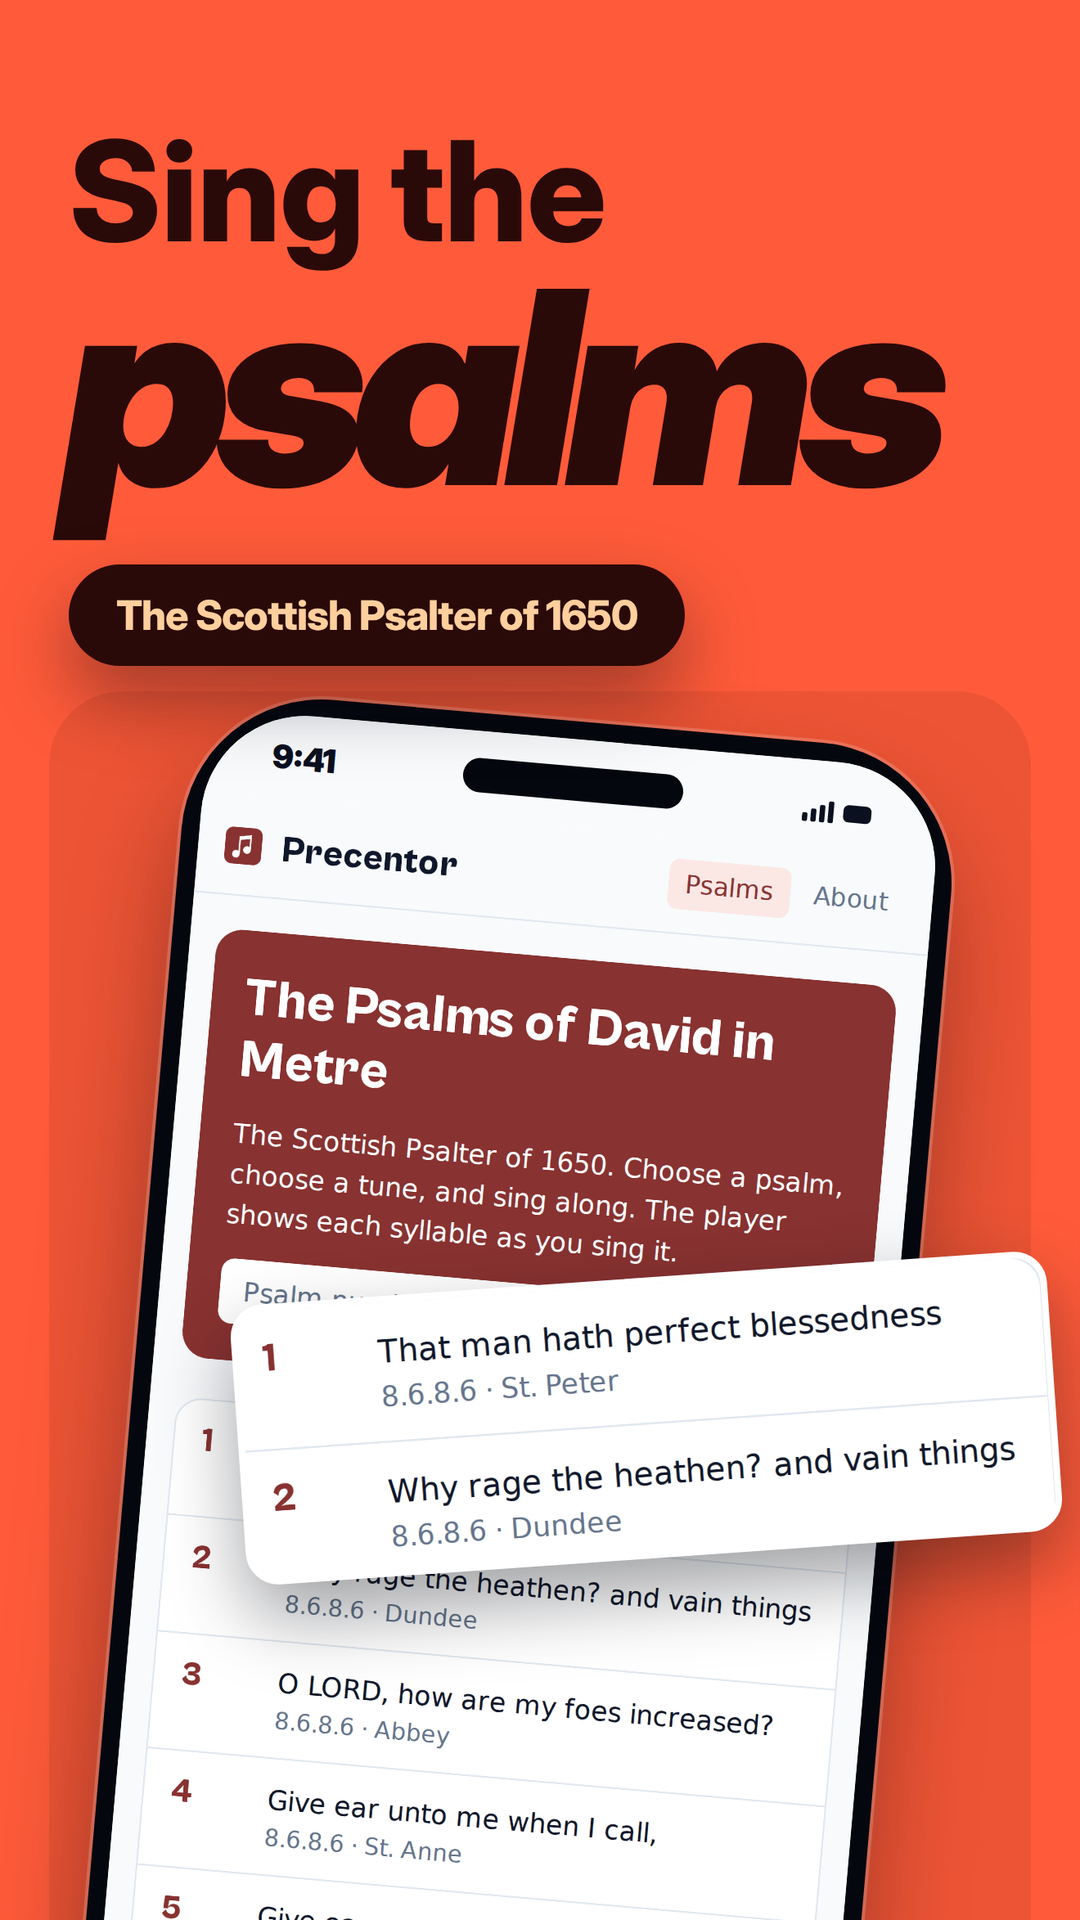 Sing the
psalms
The Scottish Psalter of 1650
9:41
Precentor
Psalms
About
The Psalms of David in
Metre
The Scottish Psalter of 1650. Choose a psalm,
choose a tune, and sing along. The player
shows each syllable as you sing it.
Psalm
1
That man hath perfect blessedness
8.6.8.6 · St. Peter
2
Why rage the heathen? and vain things
8.6.8.6 · Dundee
1
2
rage the heathen? and vain things
8.6.8.6 · Dundee
3
O LORD, how are my foes increased?
8.6.8.6 · Abbey
4
Give ear unto me when I call,
8.6.8.6 · St. Anne
5
Give